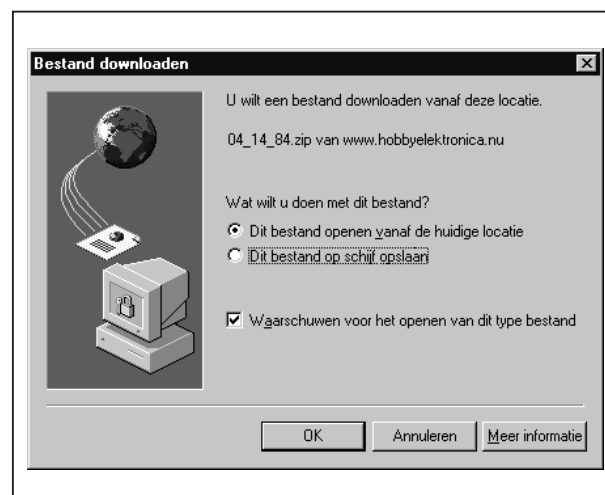 Bestand downloaden
U wilt een bestand downloaden vanaf deze locatie.
04_14_84.zip van www.hobbyelektronica.nu
Wat wilt u doen met dit bestand?
Dit bestand openen vanaf de huidige locatie
Dit bestand op schijf opslaan
Waarschuwen voor het openen van dit type bestand
OK Annuleren Meer informatie